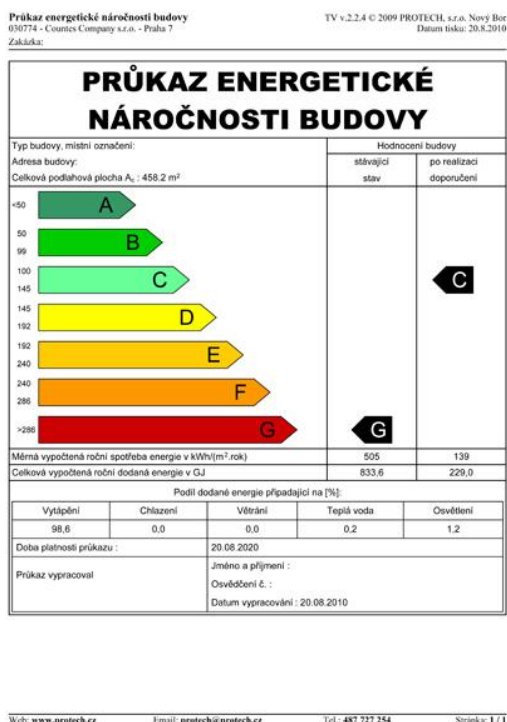 Průkaz energetické náročnosti budovy
TV v.2.2.4 © 2009 PROTECH, s.r.o. Nový Bor
030774 - Countes Company s.r.o. - Praha 7
Datum tisku: 20.8.2010
Zakázka:
PRŮKAZ ENERGETICKÉ
NÁROČNOSTI BUDOVY
Typ budovy, místní označení:
Hodnocení budovy
Adresa budovy:
stávající
po realizaci
Celková podlahová plocha Ac : 458.2 m²
stav
doporučení
<50
A
50
99
B
100
145
C
C
145
192
D
192
240
E
240
286
F
>286
G
G
Měrná vypočtená roční spotřeba energie v kWh/(m².rok) 505 139
Celková vypočtená roční dodaná energie v GJ 833,6 229,0
Podíl dodané energie připadající na [%]:
Vytápění Chlazení Větrání Teplá voda Osvětlení
98,6 0,0 0,0 0,2 1,2
Doba platnosti průkazu : 20.08.2020
Průkaz vypracoval
Jméno a příjmení :
Osvědčení č. :
Datum vypracování : 20.08.2010
Web: www.protech.cz Email: protech@protech.cz Tel.: 487 727 254 Stránka: 1 / 1